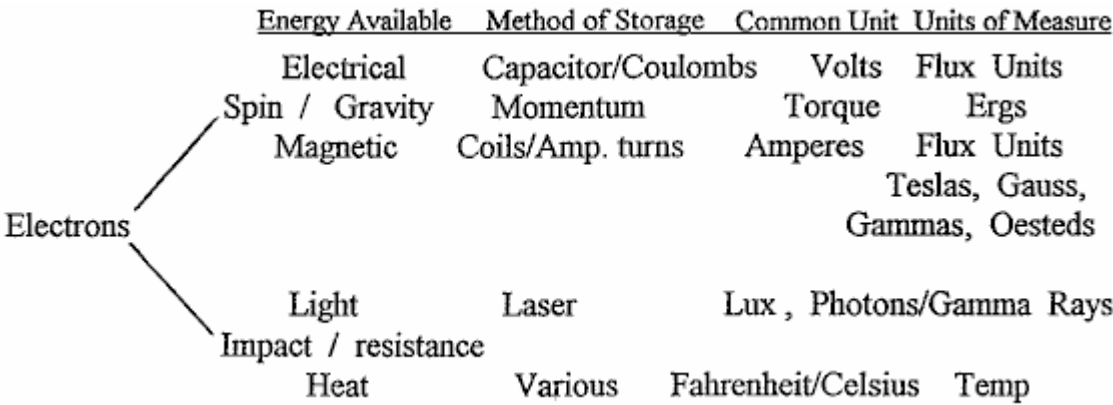 Energy Available Method of Storage Common Unit Units of Measure
Electrical Capacitor/Coulombs Volts Flux Units
Spin / Gravity Momentum Torque Ergs
Magnetic Coils/Amp. turns Amperes Flux Units
Teslas, Gauss,
Electrons Gammas, Oesteds
Light Laser Lux , Photons/Gamma Rays
Impact / resistance
Heat Various Fahrenheit/Celsius Temp